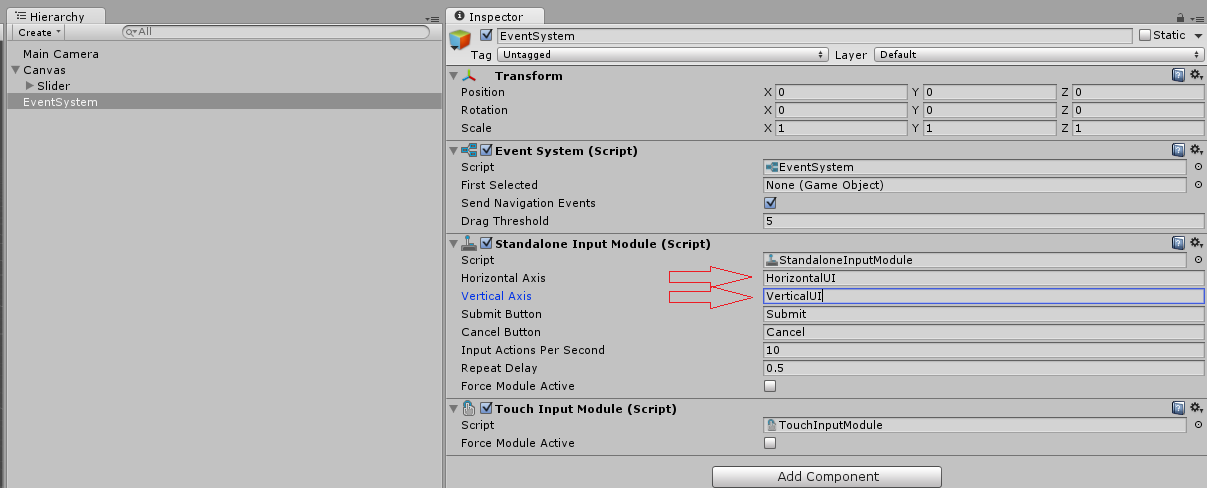 Hierarchy
Create All
Main Camera
Canvas
Slider
EventSystem
Inspector
EventSystem Static
Tag Untagged Layer Default
Transform
Position X 0 Y 0 Z 0
Rotation X 0 Y 0 Z 0
Scale X 1 Y 1 Z 1
Event System (Script)
Script EventSystem
First Selected None (Game Object)
Send Navigation Events
Drag Threshold 5
Standalone Input Module (Script)
Script StandaloneInputModule
Horizontal Axis HorizontalUI
Vertical Axis VerticalUI
Submit Button Submit
Cancel Button Cancel
Input Actions Per Second 10
Repeat Delay 0.5
Force Module Active
Touch Input Module (Script)
Script TouchInputModule
Force Module Active
Add Component